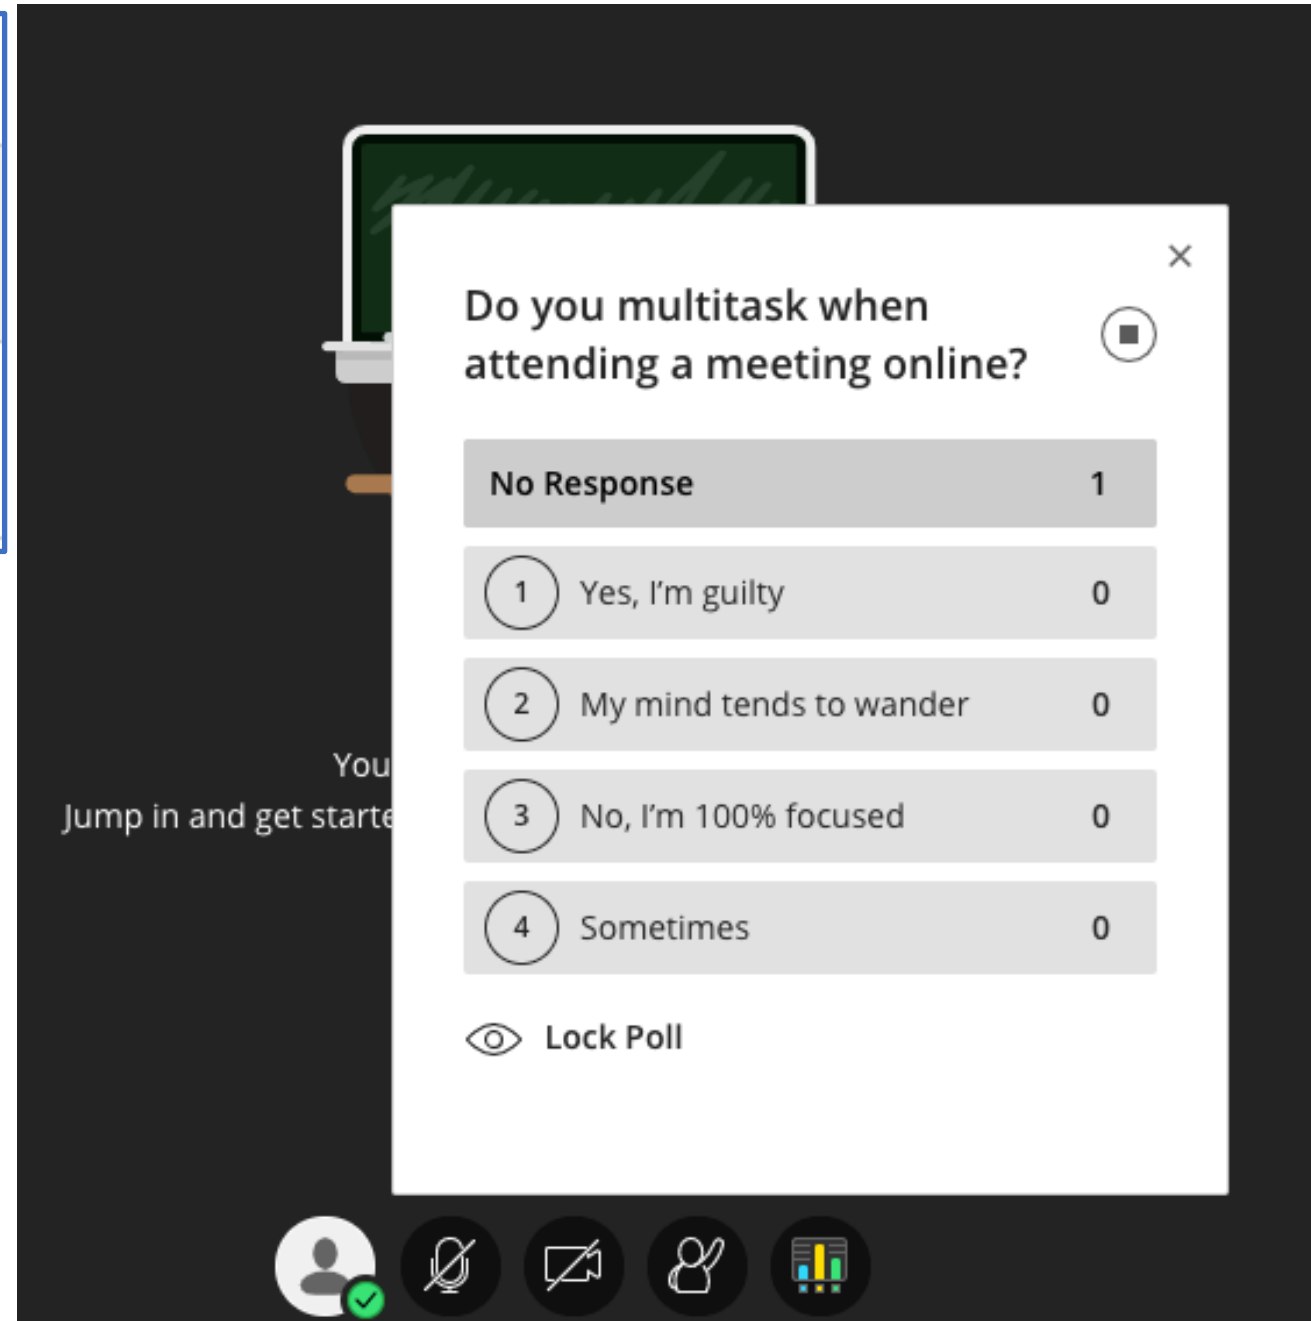 Do you multitask when
attending a meeting online?
No Response 1
1 Yes, I'm guilty 0
2 My mind tends to wander 0
3 No, I'm 100% focused 0
4 Sometimes 0
Lock Poll
You
Jump in and get starte